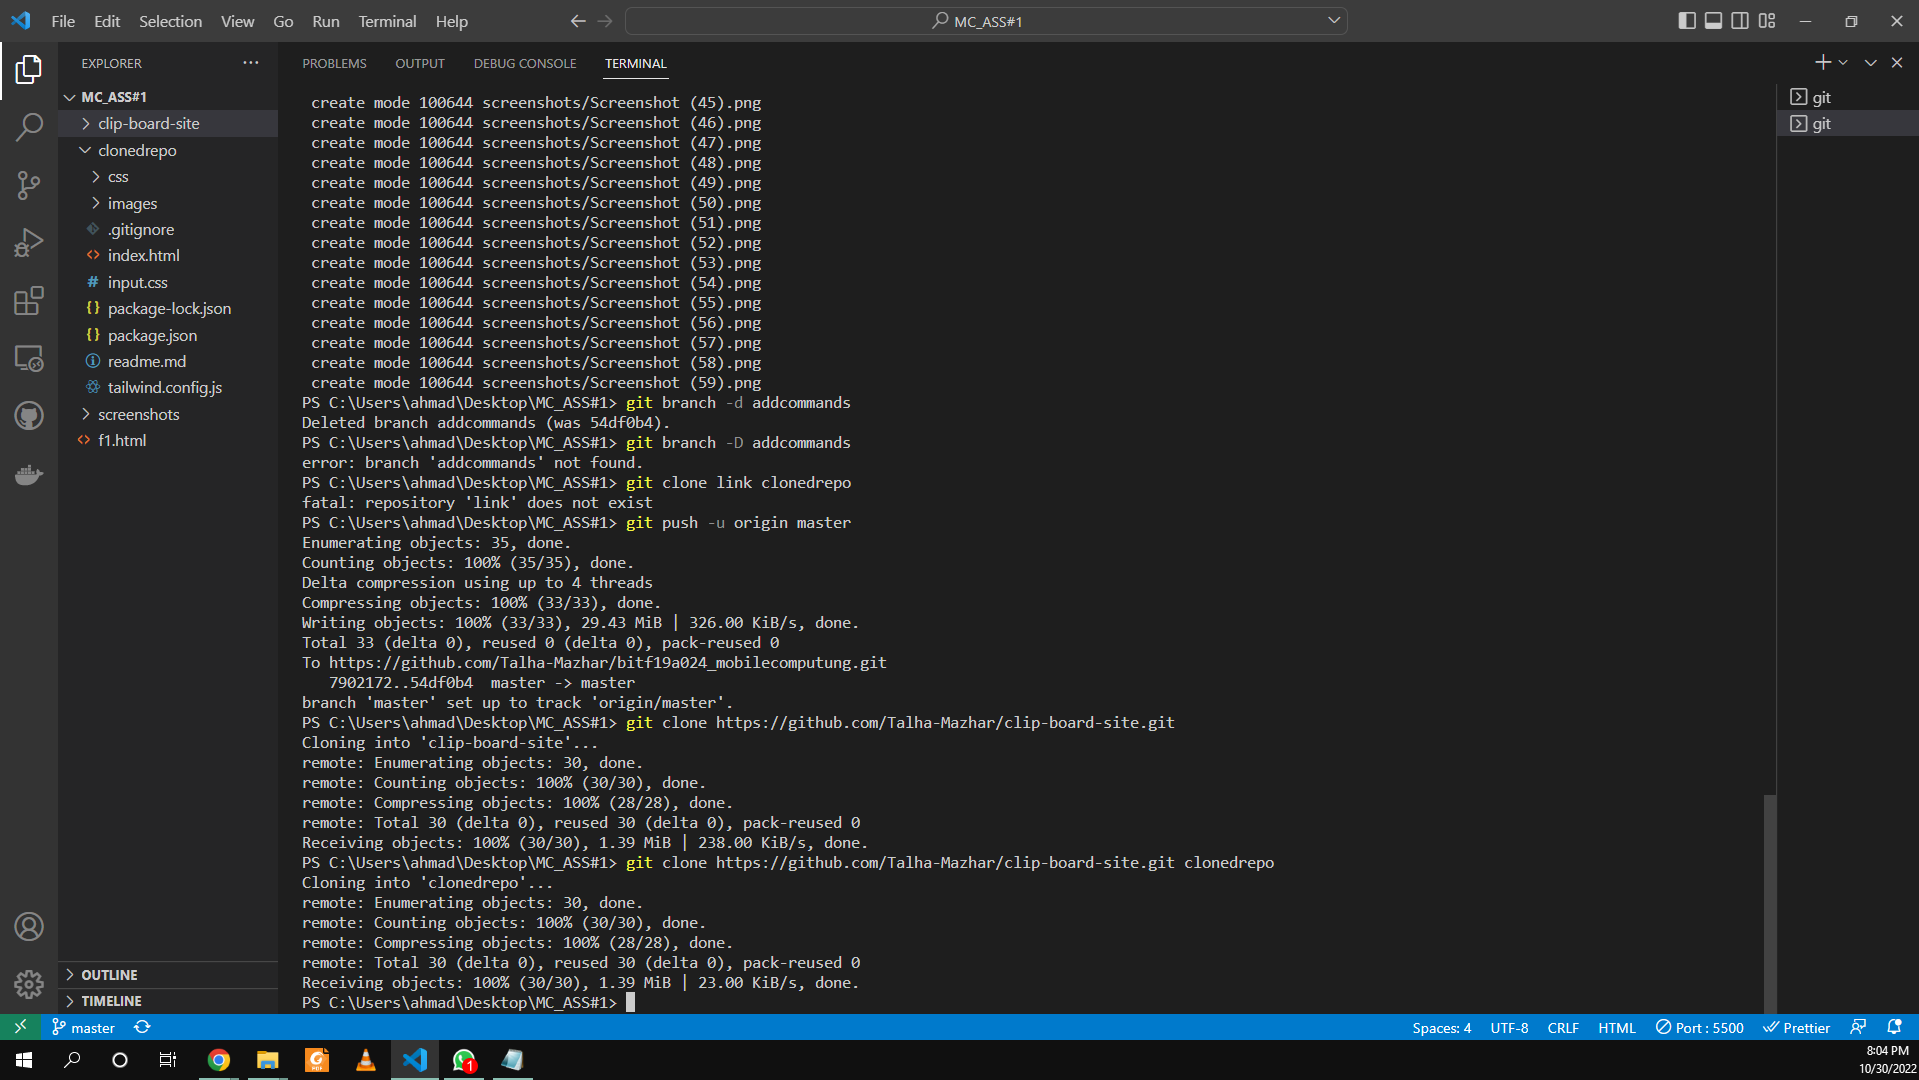 File Edit Selection View Go Run Terminal Help
MC_ASS#1
EXPLORER
MC_ASS#1
clip-board-site
clonedrepo
css
images
.gitignore
index.html
# input.css
{} package-lock.json
{} package.json
readme.md
tailwind.config.js
screenshots
f1.html
OUTLINE
TIMELINE
PROBLEMS OUTPUT DEBUG CONSOLE TERMINAL
create mode 100644 screenshots/Screenshot (45).png
create mode 100644 screenshots/Screenshot (46).png
create mode 100644 screenshots/Screenshot (47).png
create mode 100644 screenshots/Screenshot (48).png
create mode 100644 screenshots/Screenshot (49).png
create mode 100644 screenshots/Screenshot (50).png
create mode 100644 screenshots/Screenshot (51).png
create mode 100644 screenshots/Screenshot (52).png
create mode 100644 screenshots/Screenshot (53).png
create mode 100644 screenshots/Screenshot (54).png
create mode 100644 screenshots/Screenshot (55).png
create mode 100644 screenshots/Screenshot (56).png
create mode 100644 screenshots/Screenshot (57).png
create mode 100644 screenshots/Screenshot (58).png
create mode 100644 screenshots/Screenshot (59).png
PS C:\Users\ahmad\Desktop\MC_ASS#1> git branch -d addcommands
Deleted branch addcommands (was 54df0b4).
PS C:\Users\ahmad\Desktop\MC_ASS#1> git branch -D addcommands
error: branch 'addcommands' not found.
PS C:\Users\ahmad\Desktop\MC_ASS#1> git clone link clonedrepo
fatal: repository 'link' does not exist
PS C:\Users\ahmad\Desktop\MC_ASS#1> git push -u origin master
Enumerating objects: 35, done.
Counting objects: 100% (35/35), done.
Delta compression using up to 4 threads
Compressing objects: 100% (33/33), done.
Writing objects: 100% (33/33), 29.43 MiB | 326.00 KiB/s, done.
Total 33 (delta 0), reused 0 (delta 0), pack-reused 0
To https://github.com/Talha-Mazhar/bitf19a024_mobilecomputung.git
7902172..54df0b4 master -> master
branch 'master' set up to track 'origin/master'.
PS C:\Users\ahmad\Desktop\MC_ASS#1> git clone https://github.com/Talha-Mazhar/clip-board-site.git
Cloning into 'clip-board-site'...
remote: Enumerating objects: 30, done.
remote: Counting objects: 100% (30/30), done.
remote: Compressing objects: 100% (28/28), done.
remote: Total 30 (delta 0), reused 30 (delta 0), pack-reused 0
Receiving objects: 100% (30/30), 1.39 MiB | 238.00 KiB/s, done.
PS C:\Users\ahmad\Desktop\MC_ASS#1> git clone https://github.com/Talha-Mazhar/clip-board-site.git clonedrepo
Cloning into 'clonedrepo'...
remote: Enumerating objects: 30, done.
remote: Counting objects: 100% (30/30), done.
remote: Compressing objects: 100% (28/28), done.
remote: Total 30 (delta 0), reused 30 (delta 0), pack-reused 0
Receiving objects: 100% (30/30), 1.39 MiB | 23.00 KiB/s, done.
PS C:\Users\ahmad\Desktop\MC_ASS#1>
git
git
master
Spaces: 4 UTF-8 CRLF HTML Port : 5500 Prettier
1
8:04 PM
10/30/2022